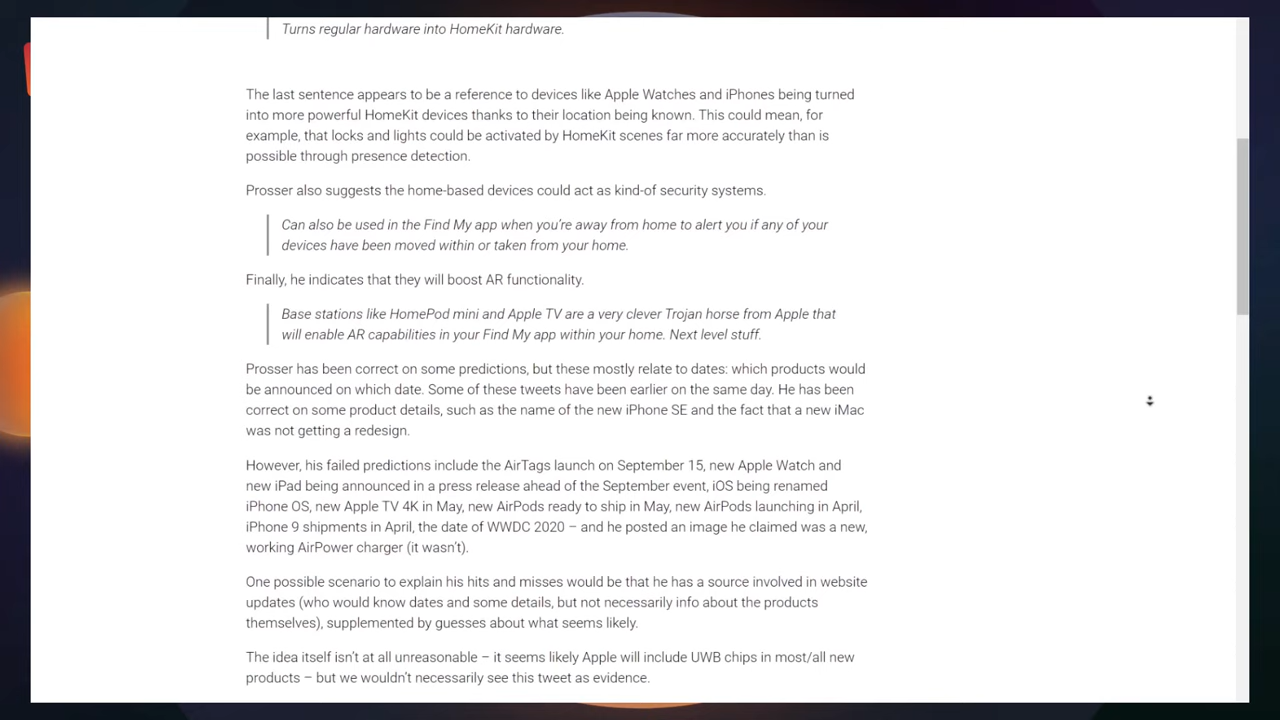 Turns regular hardware into HomeKit hardware.
The last sentence appears to be a reference to devices like Apple Watches and iPhones being turned
into more powerful HomeKit devices thanks to their location being known. This could mean, for
example, that locks and lights could be activated by HomeKit scenes far more accurately than is
possible through presence detection.
Prosser also suggests the home-based devices could act as kind-of security systems.
Can also be used in the Find My app when you’re away from home to alert you if any of your
devices have been moved within or taken from your home.
Finally, he indicates that they will boost AR functionality.
Base stations like HomePod mini and Apple TV are a very clever Trojan horse from Apple that
will enable AR capabilities in your Find My app within your home. Next level stuff.
Prosser has been correct on some predictions, but these mostly relate to dates: which products would
be announced on which date. Some of these tweets have been earlier on the same day. He has been
correct on some product details, such as the name of the new iPhone SE and the fact that a new iMac
was not getting a redesign.
However, his failed predictions include the AirTags launch on September 15, new Apple Watch and
new iPad being announced in a press release ahead of the September event, iOS being renamed
iPhone OS, new Apple TV 4K in May, new AirPods ready to ship in May, new AirPods launching in April,
iPhone 9 shipments in April, the date of WWDC 2020 – and he posted an image he claimed was a new,
working AirPower charger (it wasn’t).
One possible scenario to explain his hits and misses would be that he has a source involved in website
updates (who would know dates and some details, but not necessarily info about the products
themselves), supplemented by guesses about what seems likely.
The idea itself isn’t at all unreasonable – it seems likely Apple will include UWB chips in most/all new
products – but we wouldn’t necessarily see this tweet as evidence.